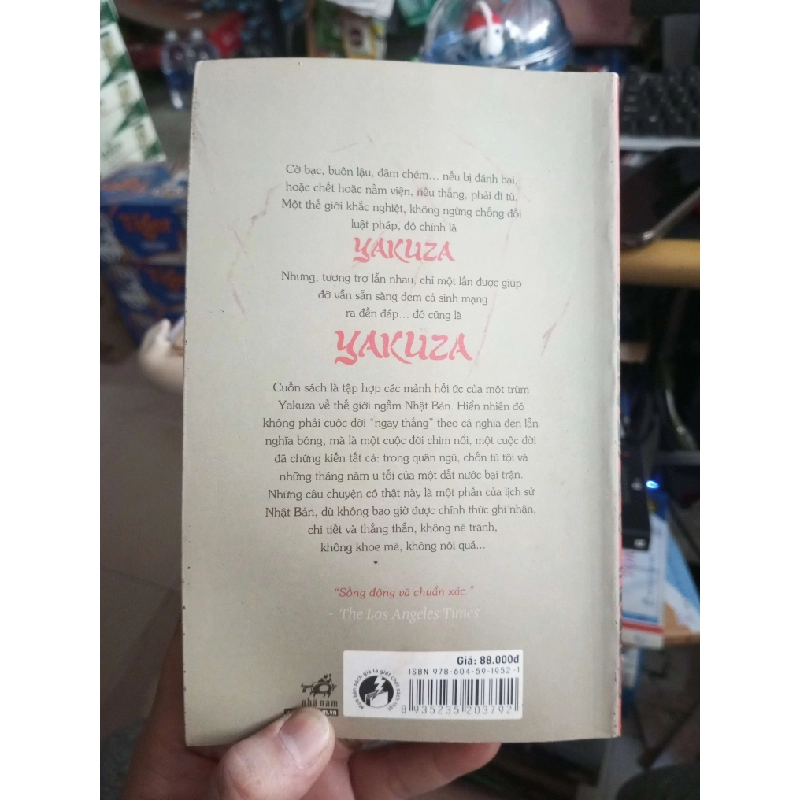 Cờ bạc, buôn lậu, đâm chém... nếu bị đánh bại,
hoặc chết hoặc nằm viện, nếu thắng, phải đi tù.
Một thế giới khắc nghiệt, không ngừng chống đối
luật pháp, đó chính là
YAKUZA
Nhưng, tương trợ lẫn nhau, chỉ một lần được giúp
đỡ vẫn sẵn sàng đem cả sinh mạng
ra đền đáp... đó cũng là
YAKUZA
Cuốn sách là tập hợp các mảnh hồi ức của một trùm
Yakuza về thế giới ngầm Nhật Bản. Hiển nhiên đó
không phải cuộc đời "ngay thẳng" theo cả nghĩa đen lẫn
nghĩa bóng, mà là một cuộc đời chìm nổi, một cuộc đời
đã chứng kiến tất cả: trong quân ngũ, chốn tù tội và
những tháng năm u tối của một đất nước bại trận.
Những câu chuyện có thật này là một phần của lịch sử
Nhật Bản, dù không bao giờ được chính thức ghi nhận,
chi tiết và thẳng thắn, không né tránh,
không khoe mẽ, không nói quá...
"Sống động và chuẩn xác."
- The Los Angeles Times
Giá: 88.000đ
ISBN 978-604-59-1952-1
8 935235 203792
nhã nam
Tiger